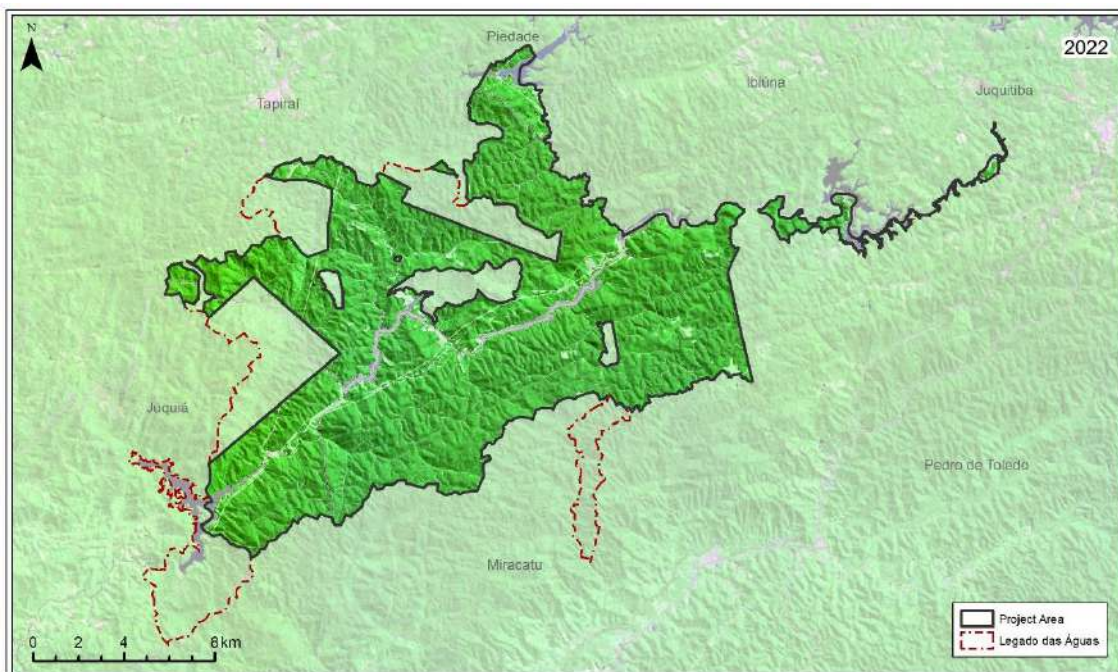 N
Piedade
2022
Ibiúna
Tapiraí
Juquitiba
Juquiá
Pedro de Toledo
Miracatu
0 2 4 6 km
Project Area
Legado das Águas